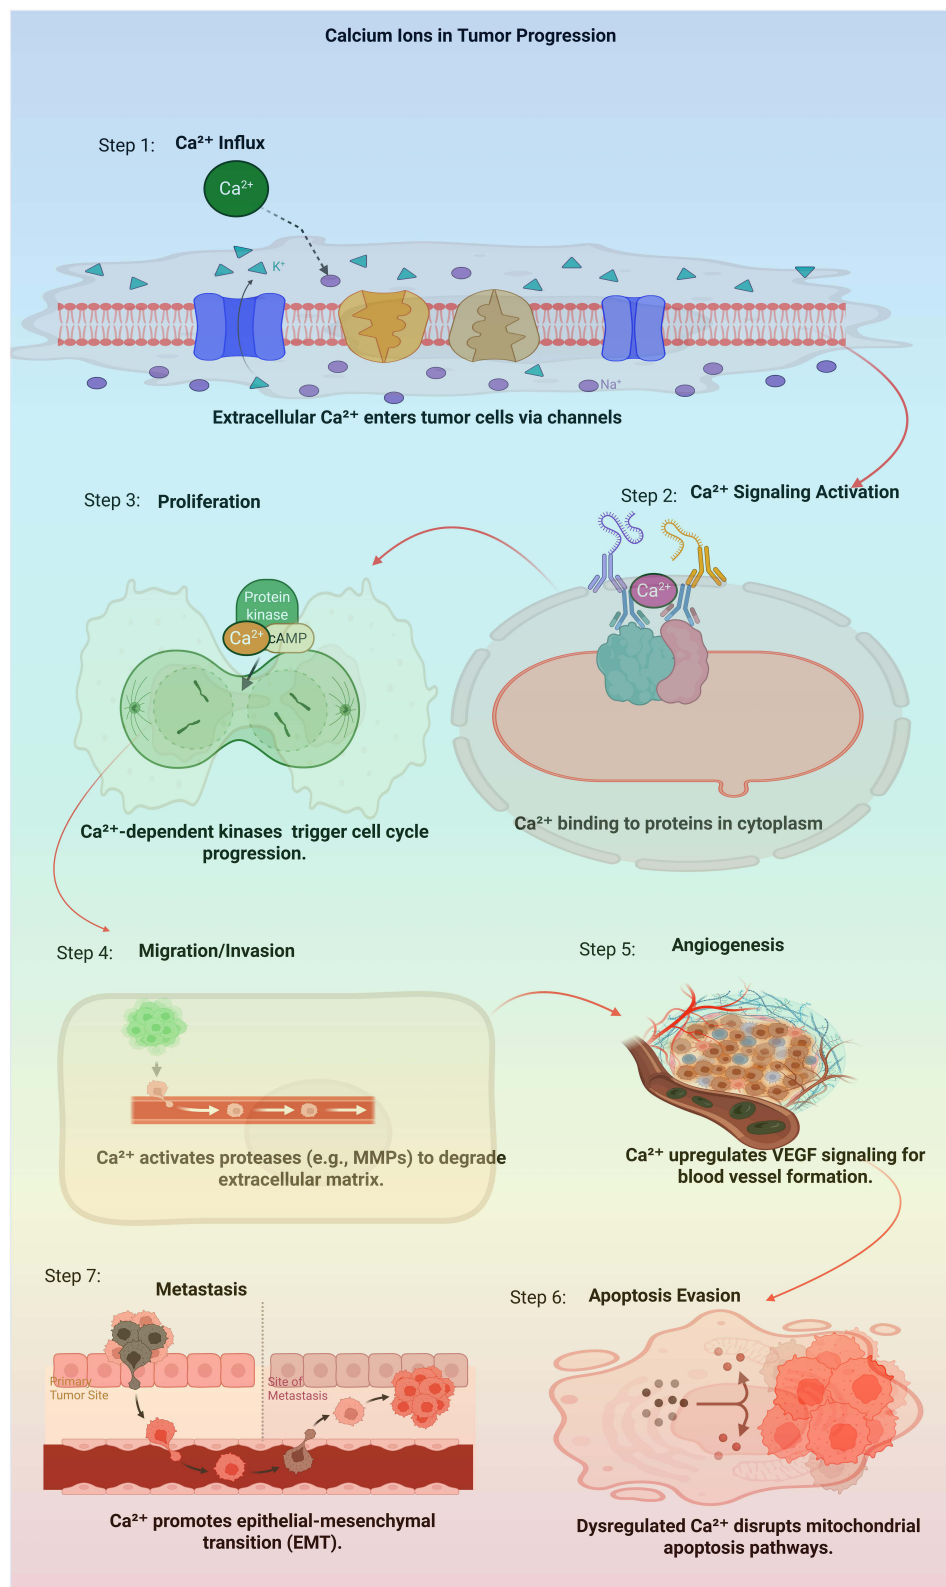 Calcium Ions in Tumor Progression
Step 1: Ca²⁺ Influx
Ca²⁺
K⁺
Na⁺
Extracellular Ca²⁺ enters tumor cells via channels
Step 2: Ca²⁺ Signaling Activation
Ca²⁺
Ca²⁺ binding to proteins in cytoplasm
Step 3: Proliferation
Protein
kinase
Ca²⁺
cAMP
Ca²⁺-dependent kinases trigger cell cycle
progression.
Step 4: Migration/Invasion
Ca²⁺ activates proteases (e.g., MMPs) to degrade
extracellular matrix.
Step 5: Angiogenesis
Ca²⁺ upregulates VEGF signaling for
blood vessel formation.
Step 6: Apoptosis Evasion
Dysregulated Ca²⁺ disrupts mitochondrial
apoptosis pathways.
Step 7: Metastasis
Primary
Tumor Site
Site of
Metastasis
Ca²⁺ promotes epithelial-mesenchymal
transition (EMT).